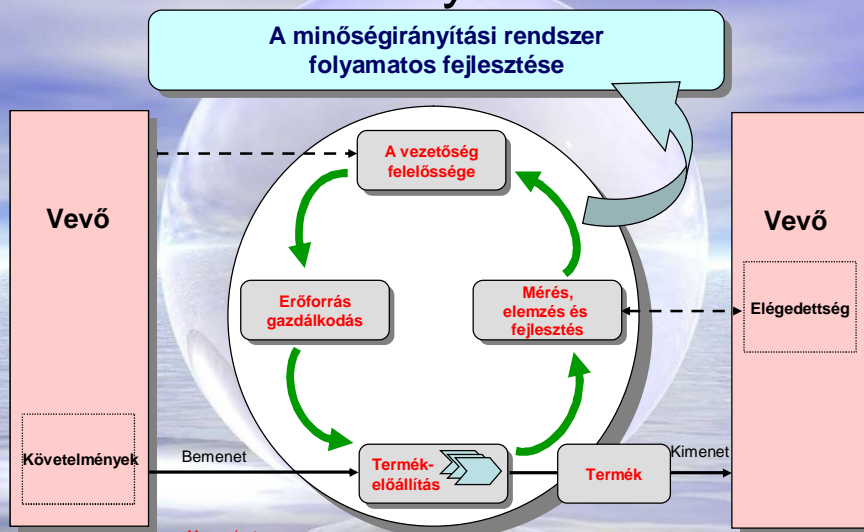 A minőségirányítási rendszer
folyamatos fejlesztése
A vezetőség
felelőssége
Vevő
Vevő
Erőforrás
gazdálkodás
Mérés,
elemzés és
fejlesztés
Elégedettség
Követelmények
Bemenet
Termék-
előállítás
Termék
Kimenet